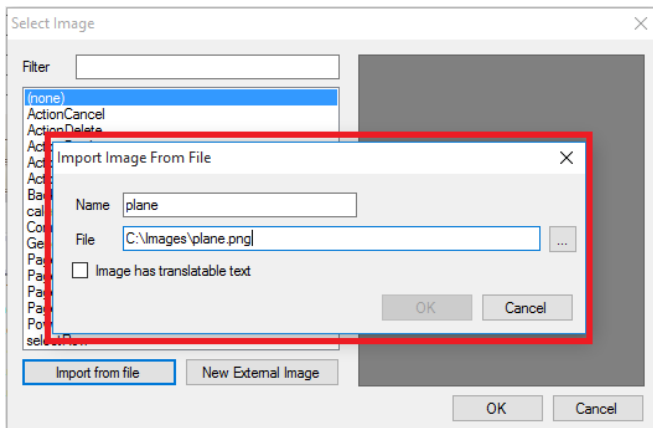 Select Image
Filter
(none)
ActionCancel
ActionDelete
Import Image From File
Name plane
File C:\Images\plane.png ...
Image has translatable text
OK Cancel
Import from file New External Image
OK Cancel